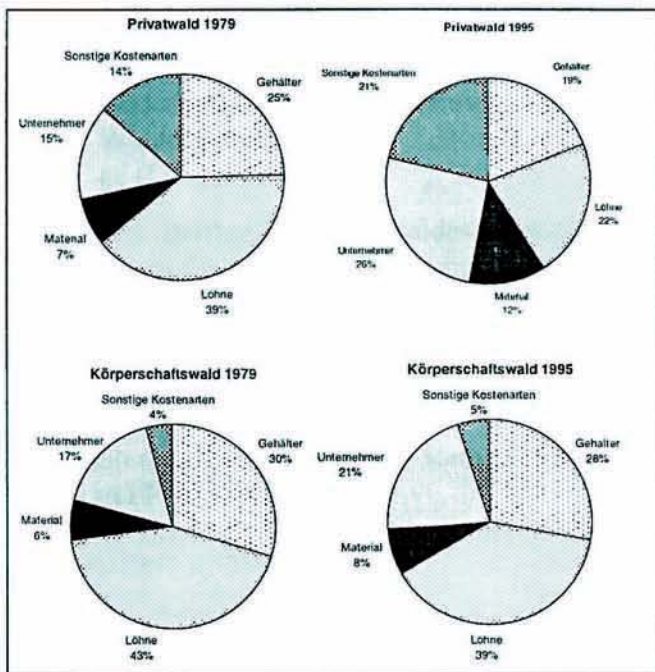 Privatwald 1979
Sonstige Kostenarten
14%
Gehälter
25%
Unternehmer
15%
Material
7%
Löhne
39%
Privatwald 1995
Sonstige Kostenarten
21%
Gehälter
19%
Löhne
22%
Unternehmer
26%
Material
12%
Körperschaftswald 1979
Sonstige Kostenarten
4%
Gehälter
30%
Unternehmer
17%
Material
6%
Löhne
43%
Körperschaftswald 1995
Sonstige Kostenarten
5%
Gehälter
28%
Unternehmer
21%
Material
8%
Löhne
39%